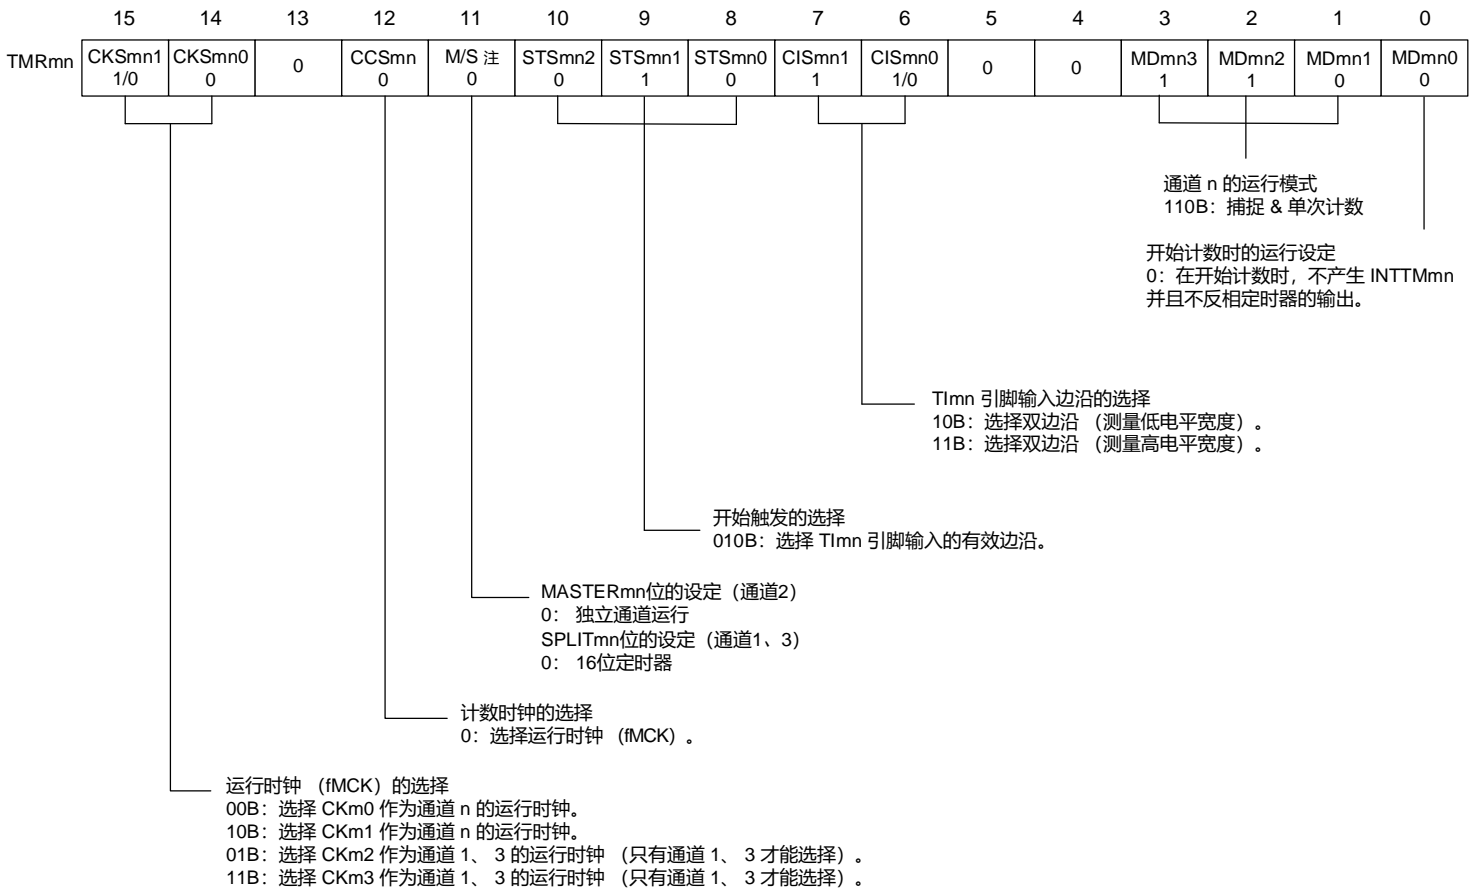 15 14 13 12 11 10 9 8 7 6 5 4 3 2 1 0
TMRmn CKSmn1 CKSmn0 0 CCSmn M/S 注 STSmn2 STSmn1 STSmn0 CISmn1 CISmn0 0 0 MDmn3 MDmn2 MDmn1 MDmn0
1/0 0 0 0 0 1 0 1 1/0 1 1 0 0
通道 n 的运行模式
110B：捕捉 & 单次计数
开始计数时的运行设定
0：在开始计数时，不产生 INTTMmn
并且不反相定时器的输出。
TImn 引脚输入边沿的选择
10B：选择双边沿 （测量低电平宽度）。
11B：选择双边沿 （测量高电平宽度）。
开始触发的选择
010B：选择 TImn 引脚输入的有效边沿。
MASTERmn位的设定（通道2）
0： 独立通道运行
SPLITmn位的设定（通道1、3）
0： 16位定时器
计数时钟的选择
0：选择运行时钟 （fMCK）。
运行时钟 （fMCK）的选择
00B：选择 CKm0 作为通道 n 的运行时钟。
10B：选择 CKm1 作为通道 n 的运行时钟。
01B：选择 CKm2 作为通道 1、 3 的运行时钟 （只有通道 1、 3 才能选择）。
11B：选择 CKm3 作为通道 1、 3 的运行时钟 （只有通道 1、 3 才能选择）。